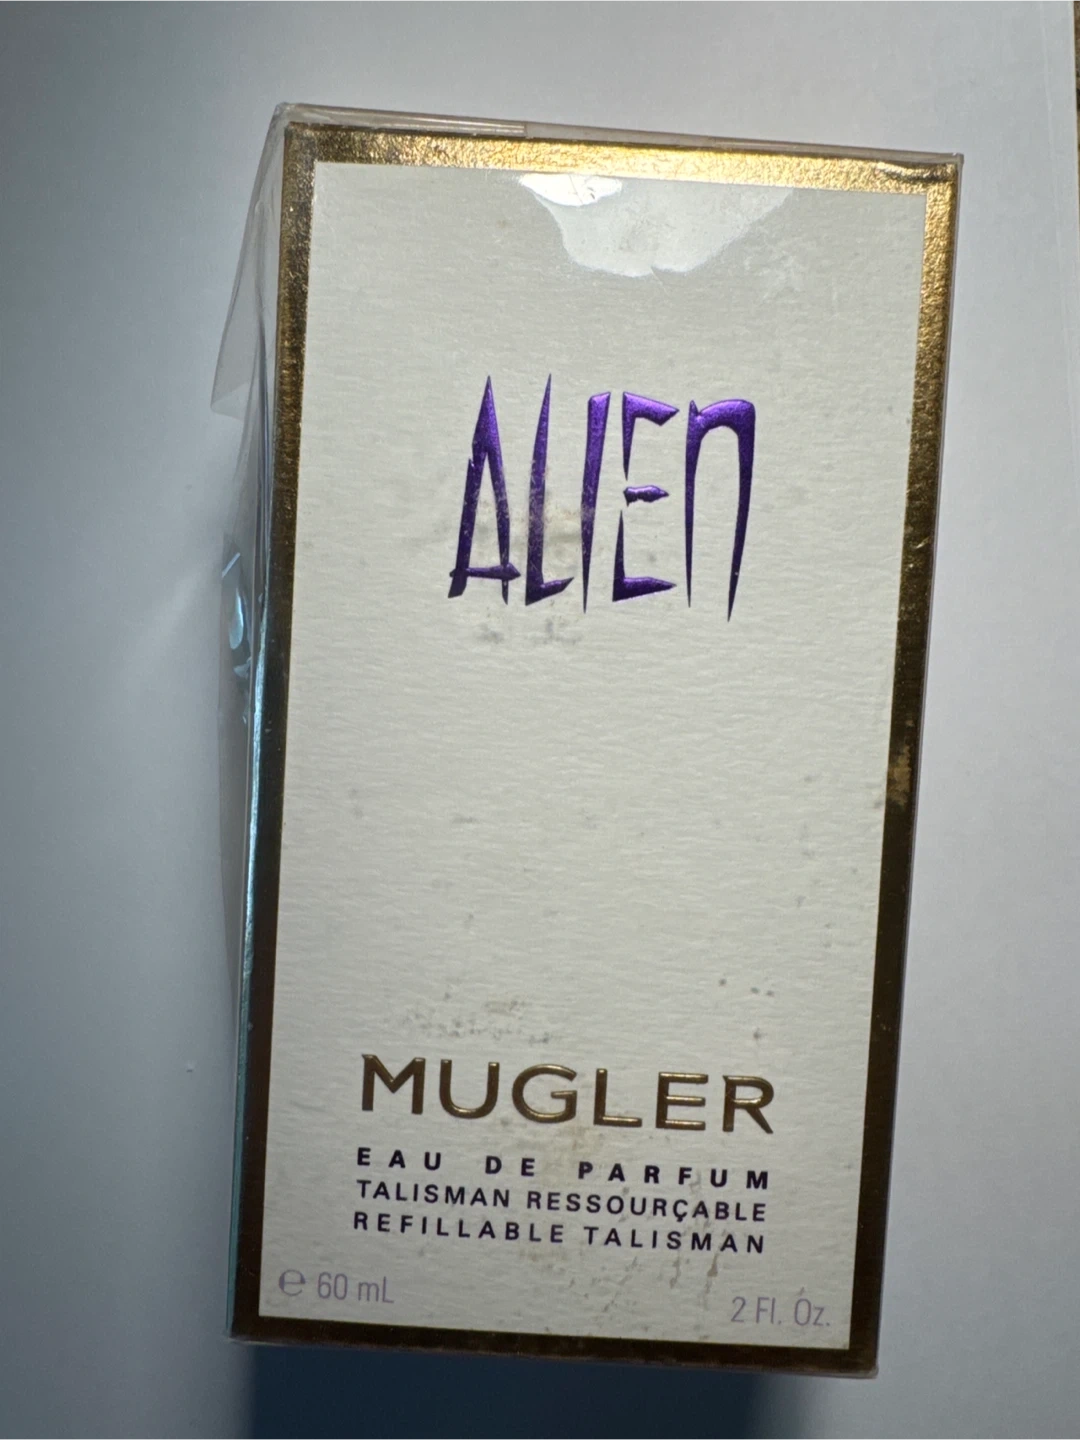 ALIEN
MUGLER
EAU DE PARFUM
TALISMAN RESSOURÇABLE
REFILLABLE TALISMAN
℮ 60 mL
2 Fl. Oz.